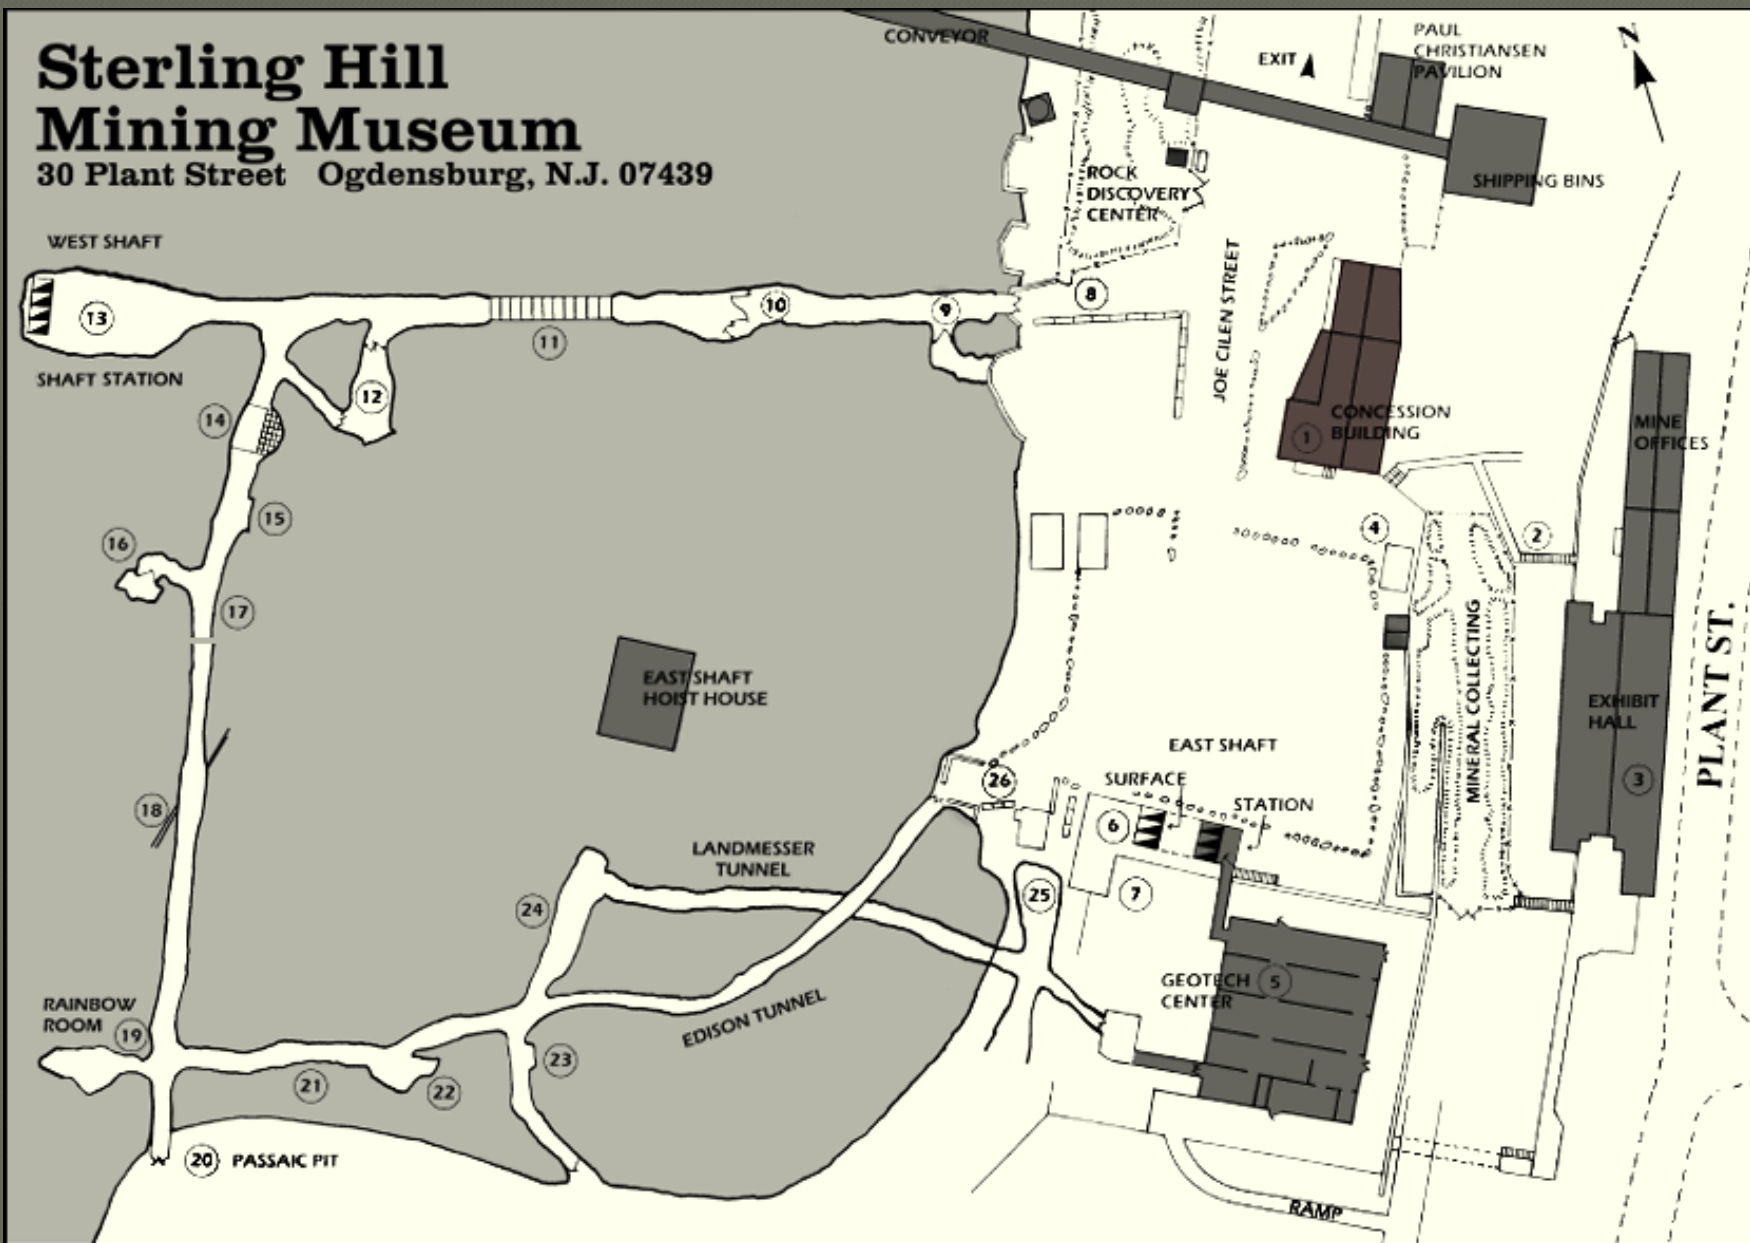 Sterling Hill
Mining Museum
30 Plant Street Ogdensburg, N.J. 07439
CONVEYOR
EXIT
PAUL
CHRISTIANSEN
PAVILION
N
SHIPPING BINS
ROCK
DISCOVERY
CENTER
WEST SHAFT
13
SHAFT STATION
11
10
9
8
JOE CILEN STREET
12
14
15
16
17
CONCESSION
BUILDING
1
MINE
OFFICES
4
2
MINERAL COLLECTING
EAST SHAFT
HOIST HOUSE
EXHIBIT
HALL
3
PLANT ST.
18
EAST SHAFT
SURFACE
STATION
26
6
7
LANDMESSER
TUNNEL
24
25
GEOTECH
CENTER
5
EDISON TUNNEL
RAINBOW
ROOM
19
21
22
23
20
PASSAIC PIT
RAMP